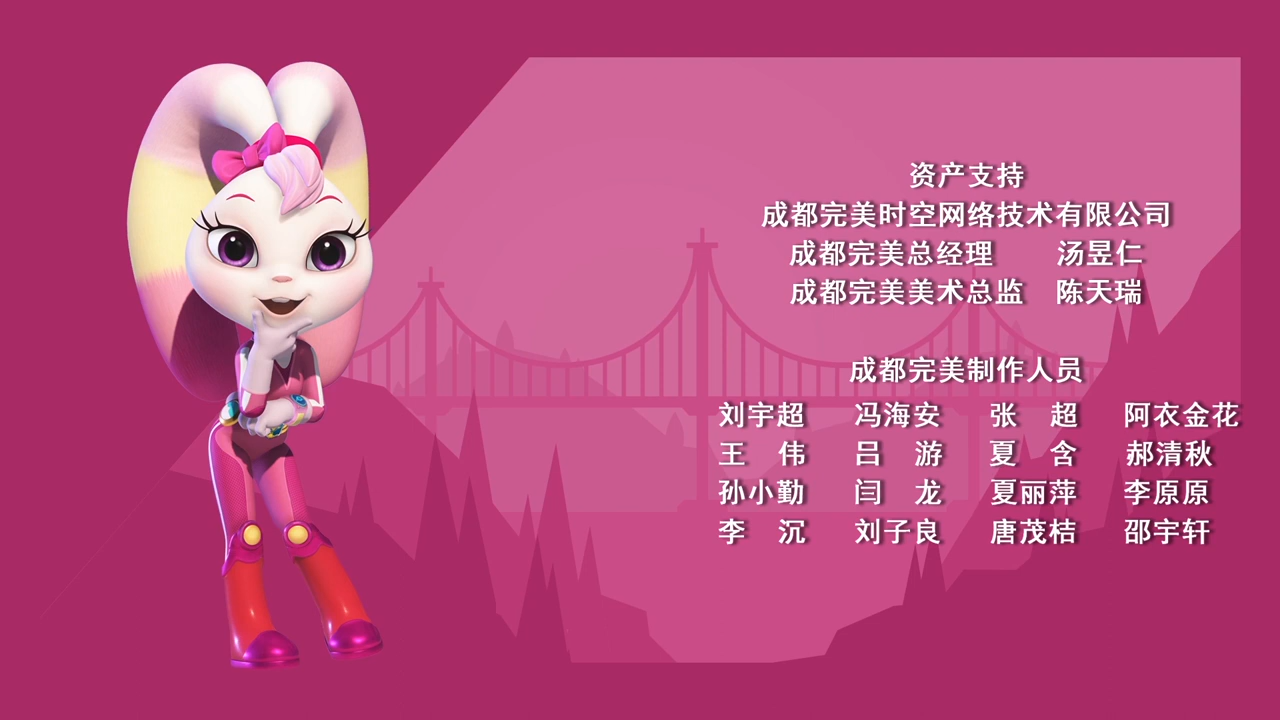 资产支持
成都完美时空网络技术有限公司
成都完美总经理 汤昱仁
成都完美美术总监 陈天瑞
成都完美制作人员
刘宇超 冯海安 张 超 阿衣金花
王 伟 吕 游 夏 含 郝清秋
孙小勤 闫 龙 夏丽萍 李原原
李 沉 刘子良 唐茂桔 邵宇轩